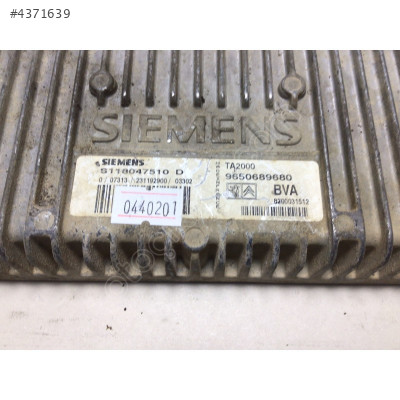 #4371639
SIEMENS
SIEMENS
S118047510 D
TA2000
9650689680
BVA
0440201